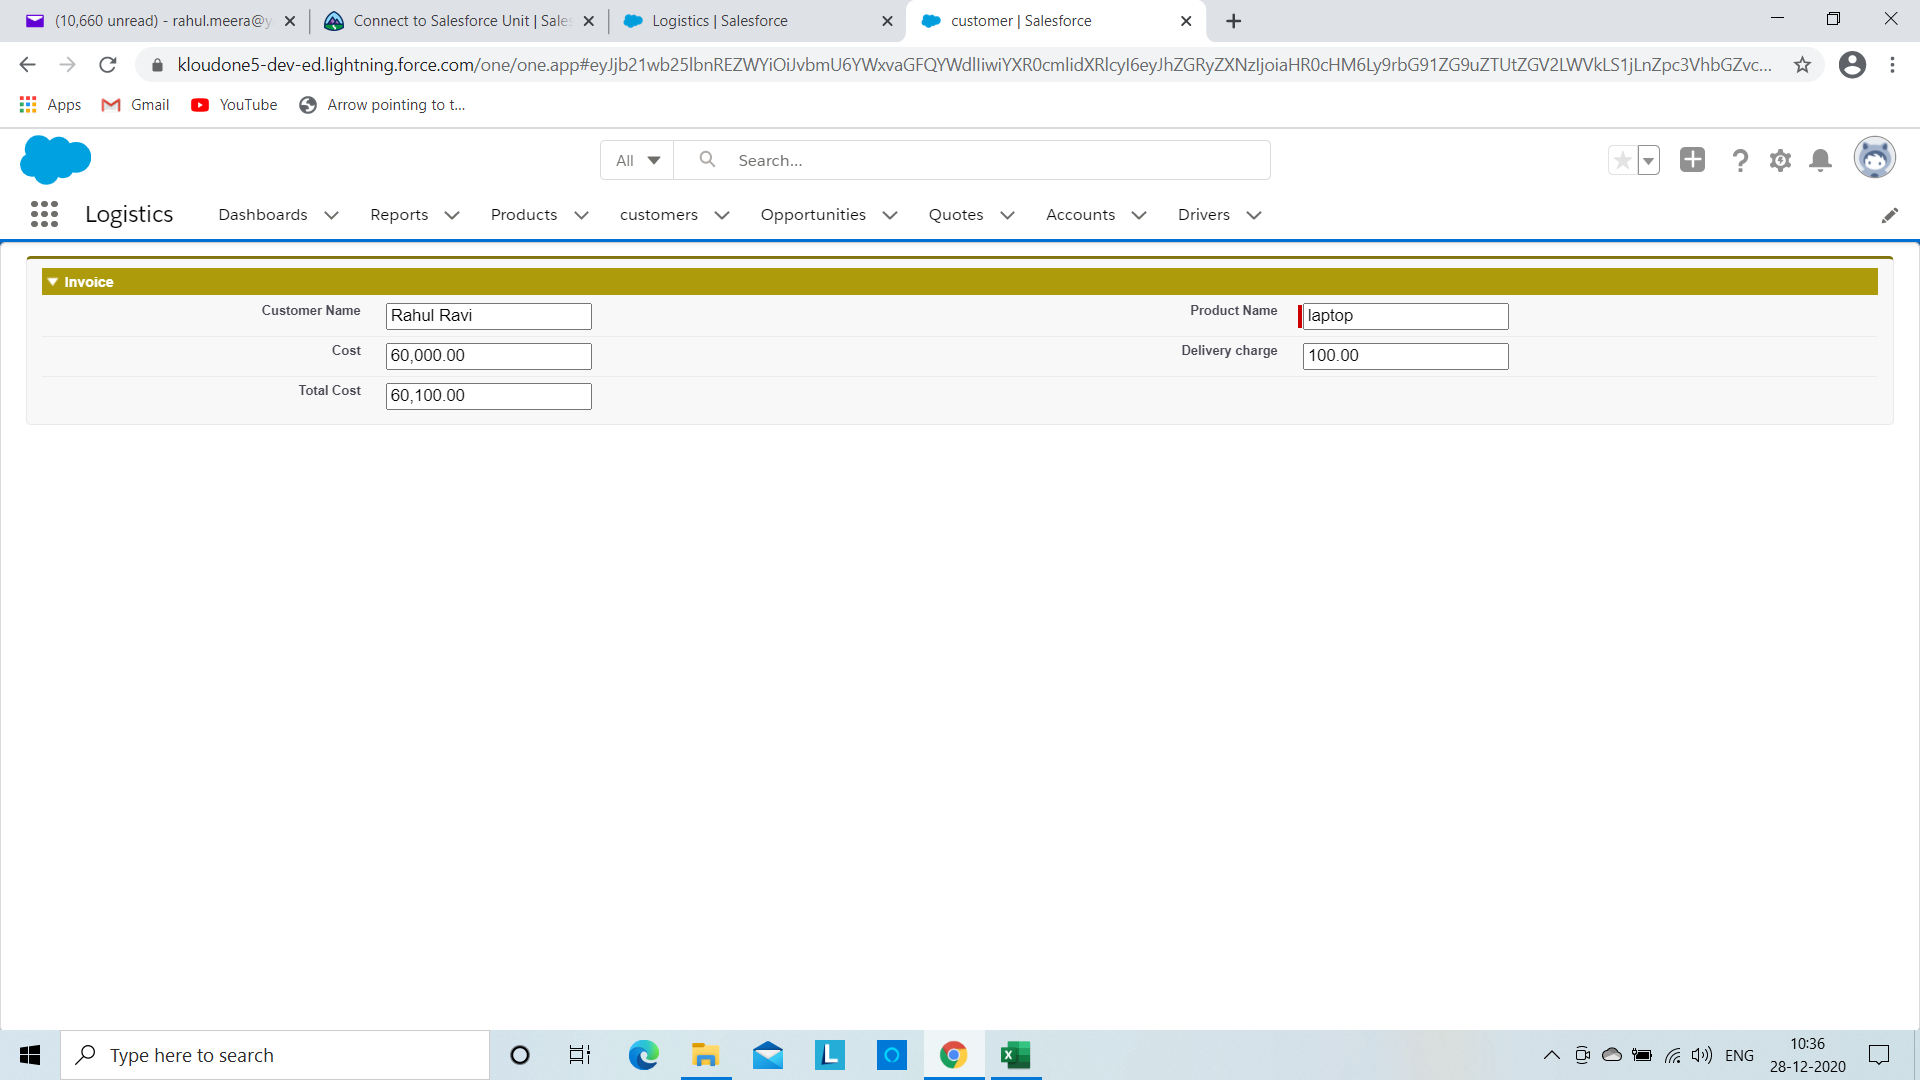 (10,660 unread) - rahul.meera@y
Connect to Salesforce Unit | Sales
Logistics | Salesforce
customer | Salesforce
kloudone5-dev-ed.lightning.force.com/one/one.app#eyJjb21wb25lbnREZWYiOiJvbmU6YWxvaGFQYWdlIiwiYXR0cmlidXRlcyI6eyJhZGRyZXNzIjoiaHR0cHM6Ly9rbG91ZG9uZTUtZGV2LWVkLS1jLnZpc3VhbGZvc...
Apps
Gmail
YouTube
Arrow pointing to t...
All
Search...
Logistics
Dashboards
Reports
Products
customers
Opportunities
Quotes
Accounts
Drivers
Invoice
Customer Name
Rahul Ravi
Product Name
laptop
Cost
60,000.00
Delivery charge
100.00
Total Cost
60,100.00
Type here to search
L
ENG
10:36
28-12-2020